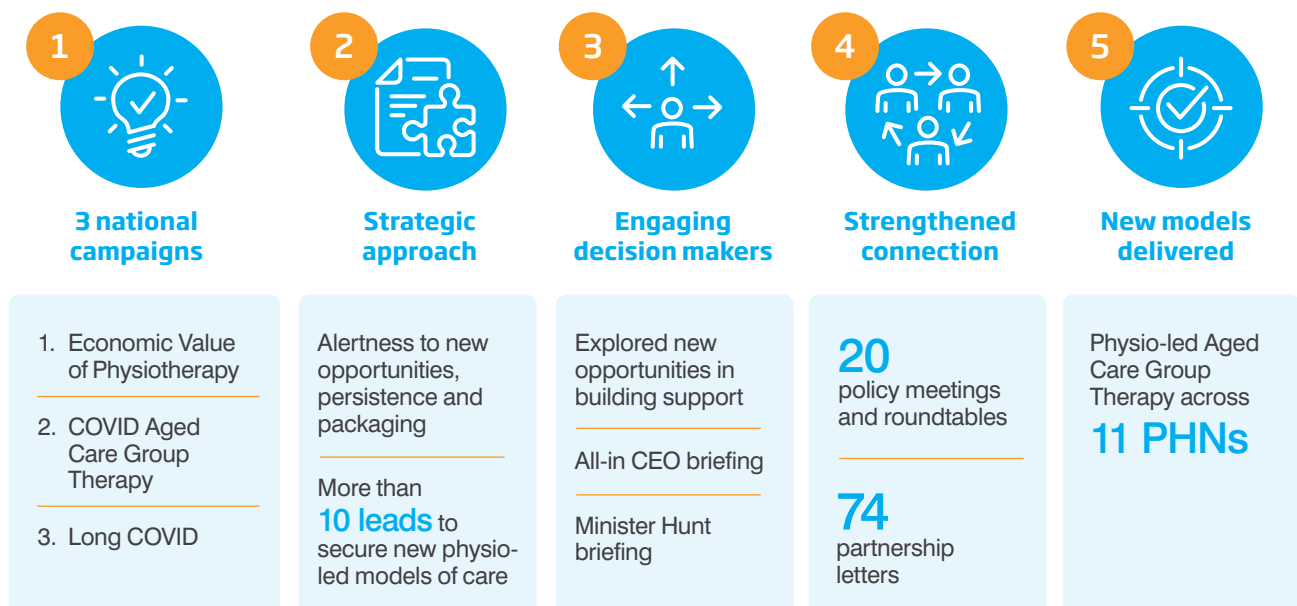 1
3 national
campaigns
1. Economic Value
of Physiotherapy
2. COVID Aged
Care Group
Therapy
3. Long COVID
2
Strategic
approach
Alertness to new
opportunities,
persistence and
packaging
More than
10 leads to
secure new physio-
led models of care
3
Engaging
decision makers
Explored new
opportunities in
building support
All-in CEO briefing
Minister Hunt
briefing
4
Strengthened
connection
20
policy meetings
and roundtables
74
partnership
letters
5
New models
delivered
Physio-led Aged
Care Group
Therapy across
11 PHNs